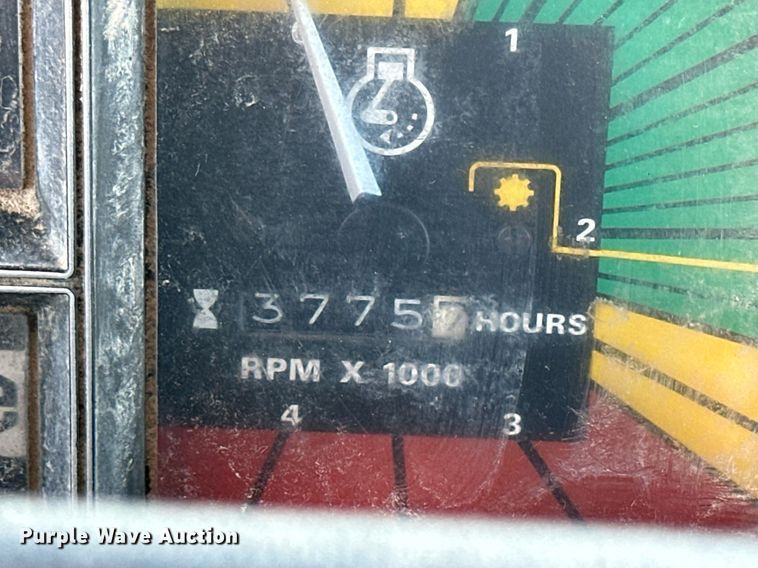 1
2
3775 HOURS
RPM X 1000
4 3
Purple Wave Auction